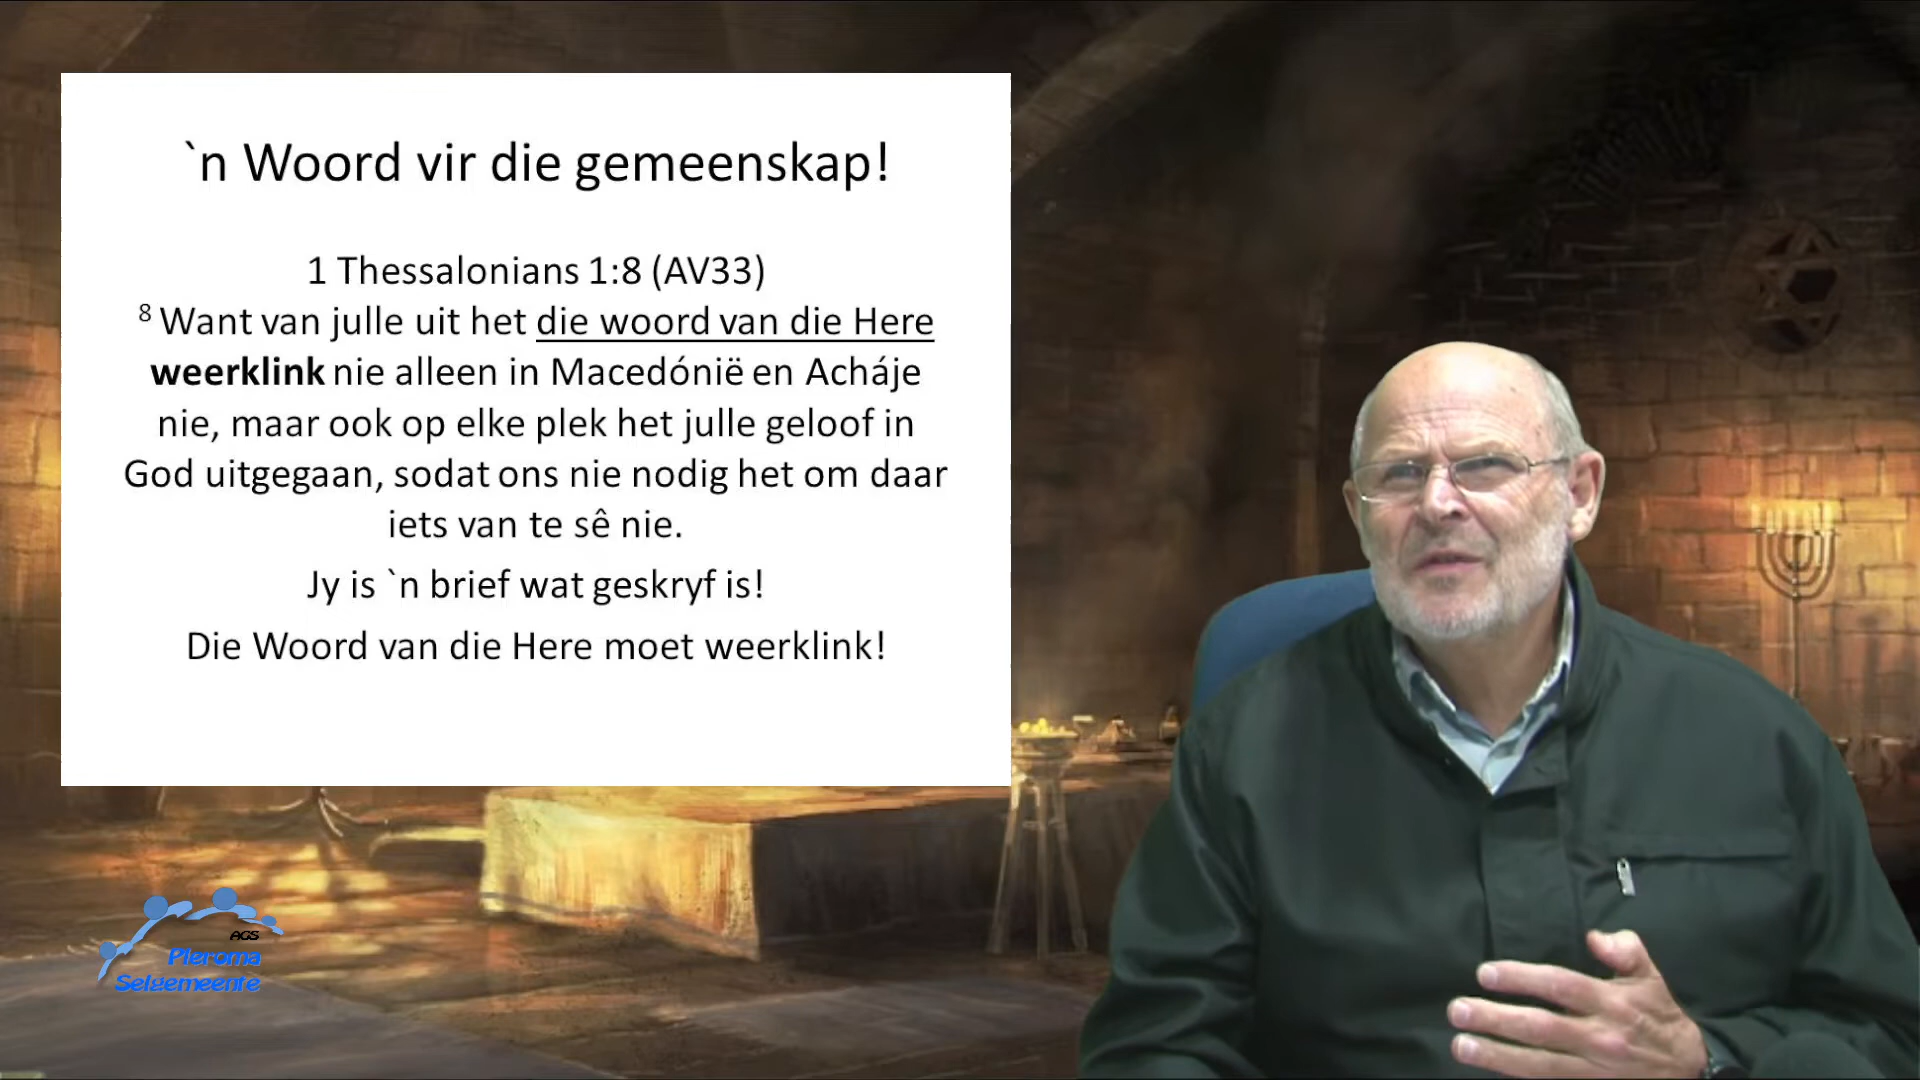 `n Woord vir die gemeenskap!
1 Thessalonians 1:8 (AV33)
8 Want van julle uit het die woord van die Here
weerklink nie alleen in Macedónië en Acháje
nie, maar ook op elke plek het julle geloof in
God uitgegaan, sodat ons nie nodig het om daar
iets van te sê nie.
Jy is `n brief wat geskryf is!
Die Woord van die Here moet weerklink!
AGS
Pleroma
Selgemeente